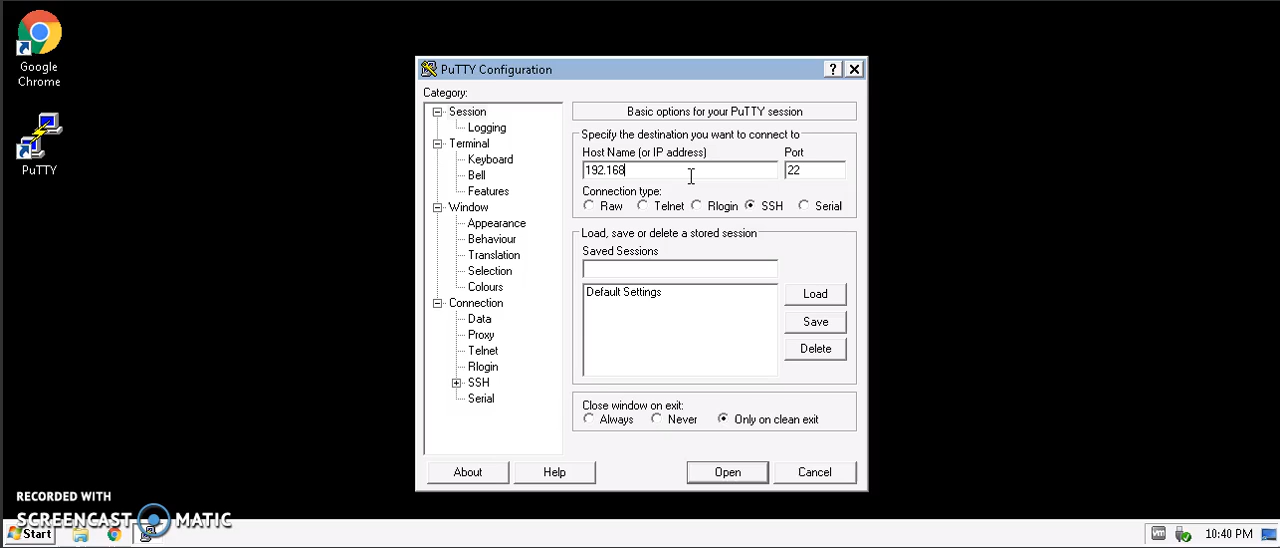 Google
Chrome
PuTTY
PuTTY Configuration
?
Category:
Session
Logging
Terminal
Keyboard
Bell
Features
Window
Appearance
Behaviour
Translation
Selection
Colours
Connection
Data
Proxy
Telnet
Rlogin
SSH
Serial
Basic options for your PuTTY session
Specify the destination you want to connect to
Host Name (or IP address) Port
192.168 22
Connection type:
Raw Telnet Rlogin SSH Serial
Load, save or delete a stored session
Saved Sessions
Default Settings
Load
Save
Delete
Close window on exit:
Always Never Only on clean exit
About Help Open Cancel
RECORDED WITH
SCREENCAST MATIC
Start vm 10:40 PM